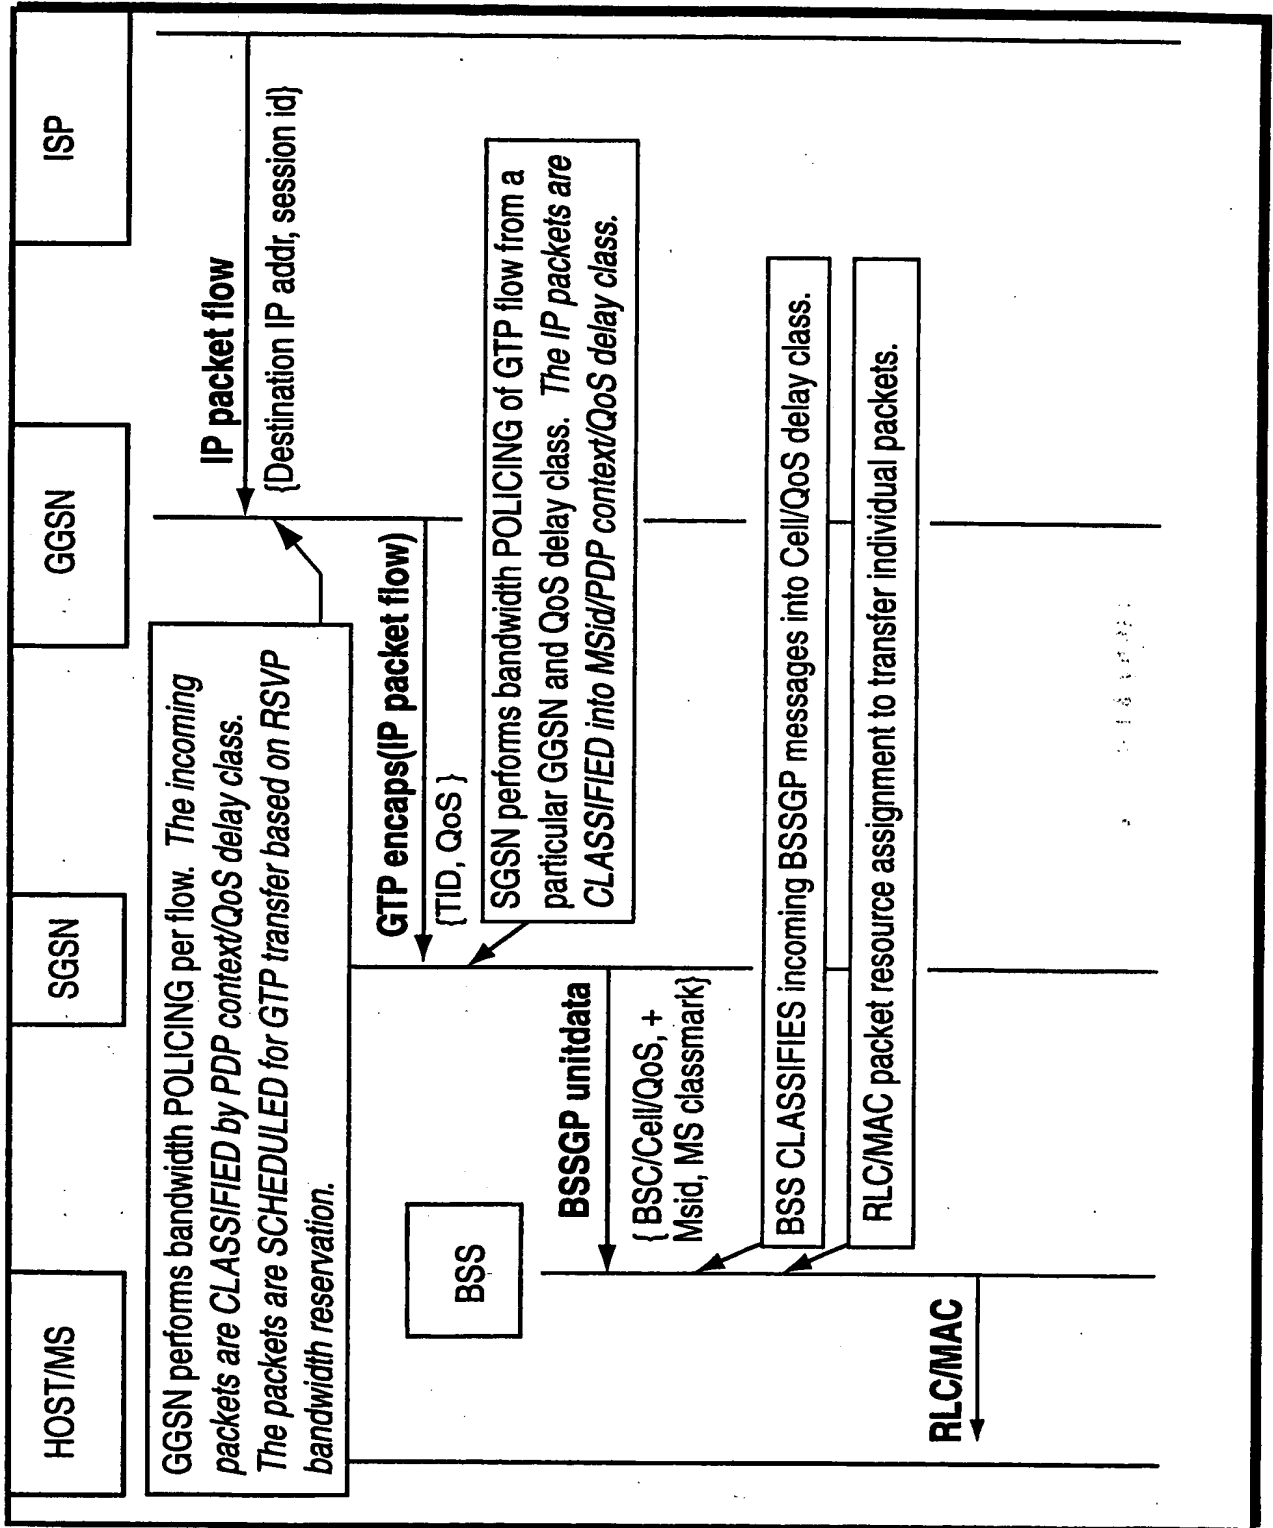 HOST/MS
SGSN
GGSN
ISP
GGSN performs bandwidth POLICING per flow. The incoming
packets are CLASSIFIED by PDP context/QoS delay class.
The packets are SCHEDULED for GTP transfer based on RSVP
bandwidth reservation.
IP packet flow
{Destination IP addr, session id}
GTP encaps(IP packet flow)
{TID, QoS }
SGSN performs bandwidth POLICING of GTP flow from a
particular GGSN and QoS delay class. The IP packets are
CLASSIFIED into MSid/PDP context/QoS delay class.
BSS
BSSGP unitdata
{ BSC/Cell/QoS, +
Msid, MS classmark}
BSS CLASSIFIES incoming BSSGP messages into Cell/QoS delay class.
RLC/MAC packet resource assignment to transfer individual packets.
RLC/MAC